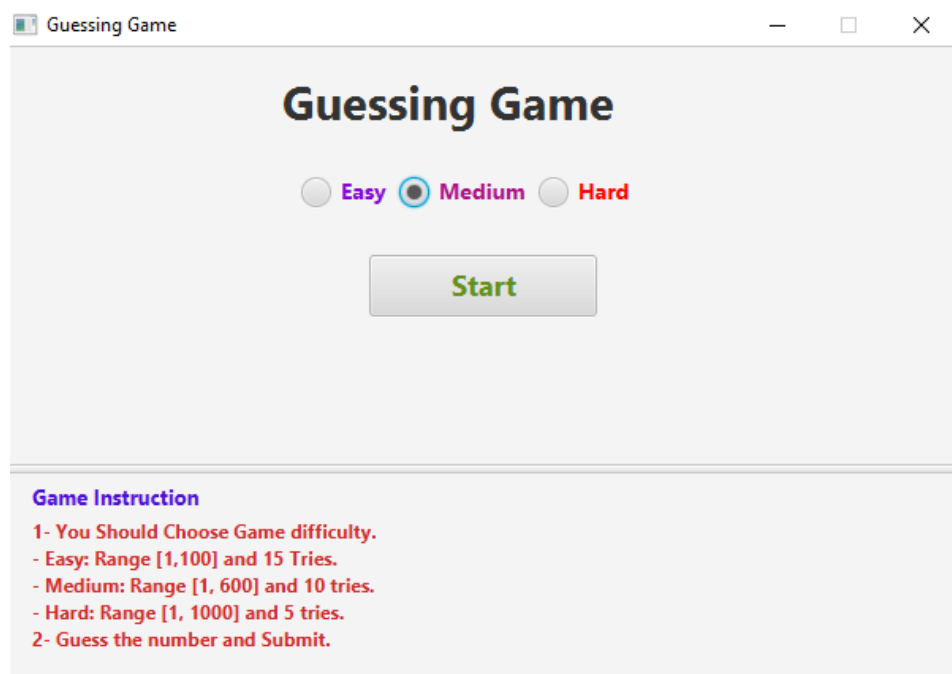 Guessing Game
Guessing Game
Easy Medium Hard
Start
Game Instruction
1- You Should Choose Game difficulty.
- Easy: Range [1,100] and 15 Tries.
- Medium: Range [1, 600] and 10 tries.
- Hard: Range [1, 1000] and 5 tries.
2- Guess the number and Submit.